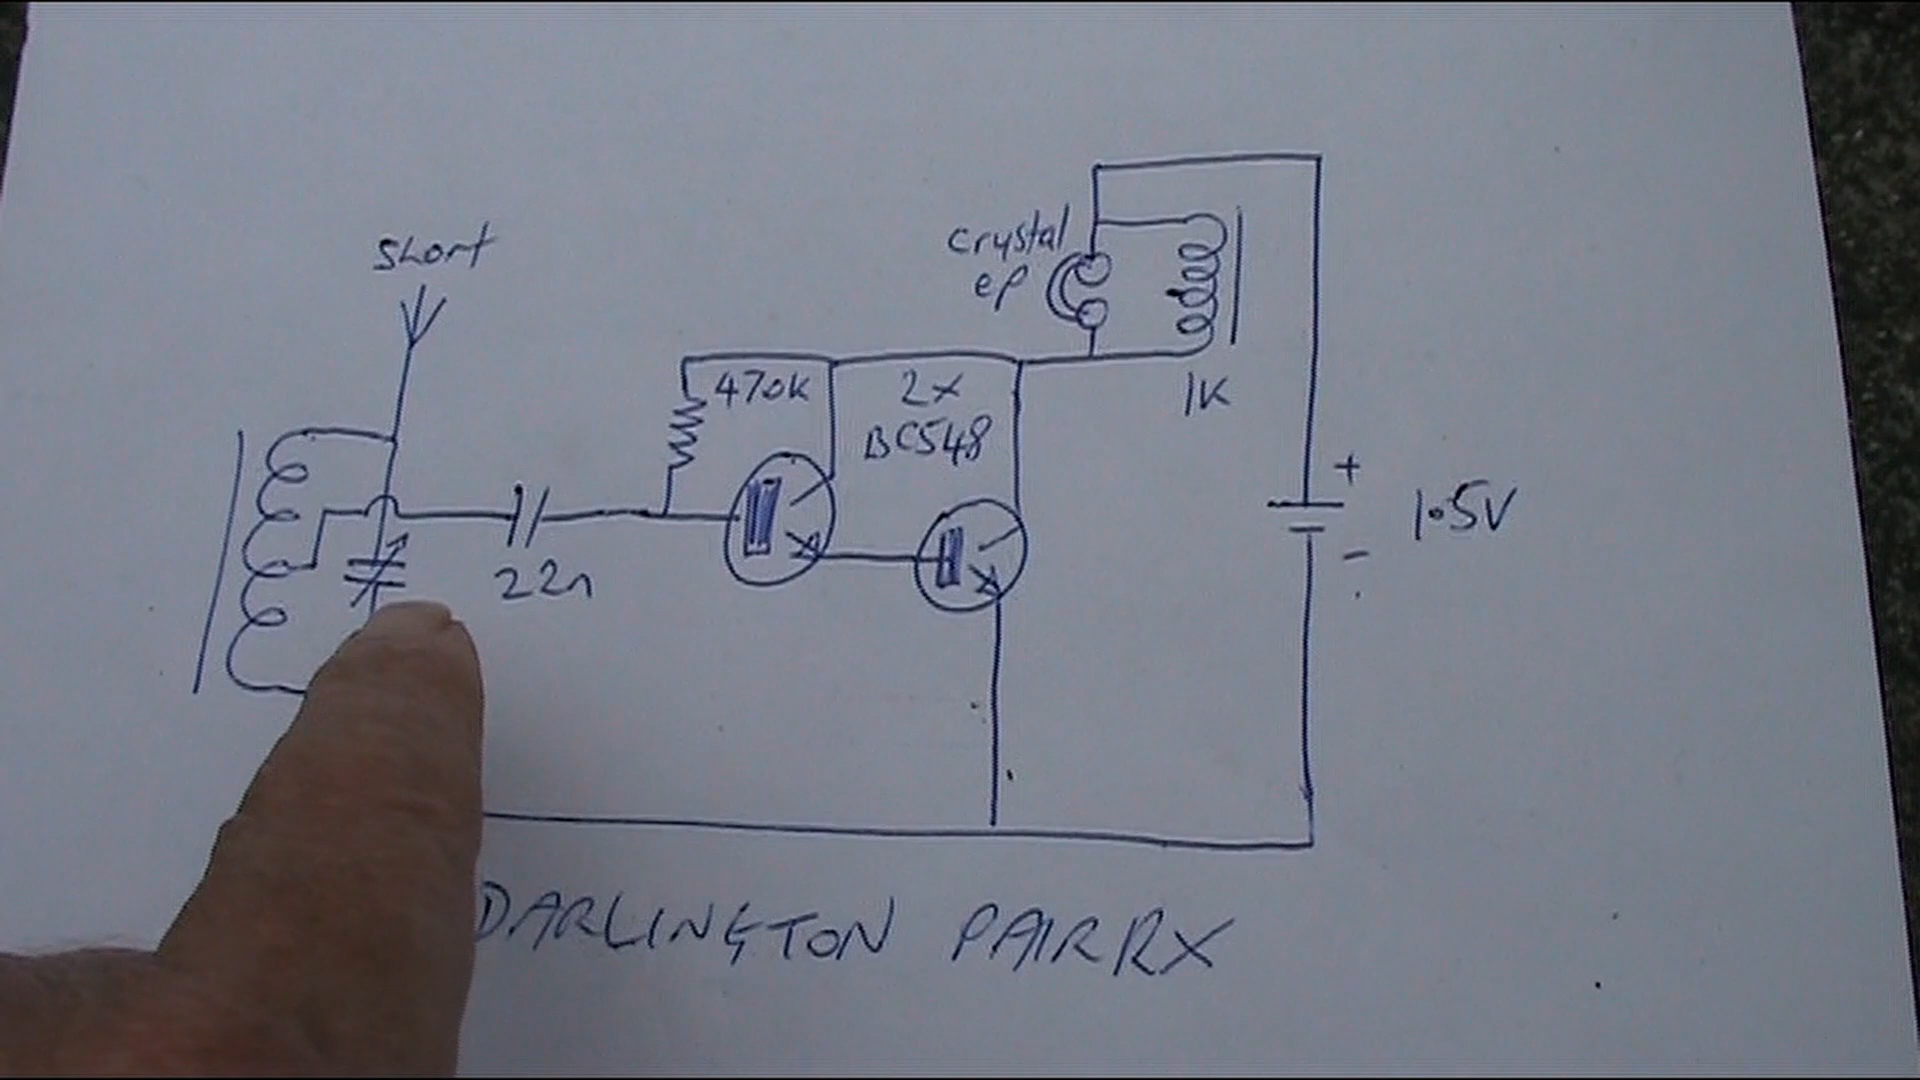 short
crystal
ep
470k
2x
BC548
1K
+
1.5V
-
22n
DARLINGTON PAIR RX